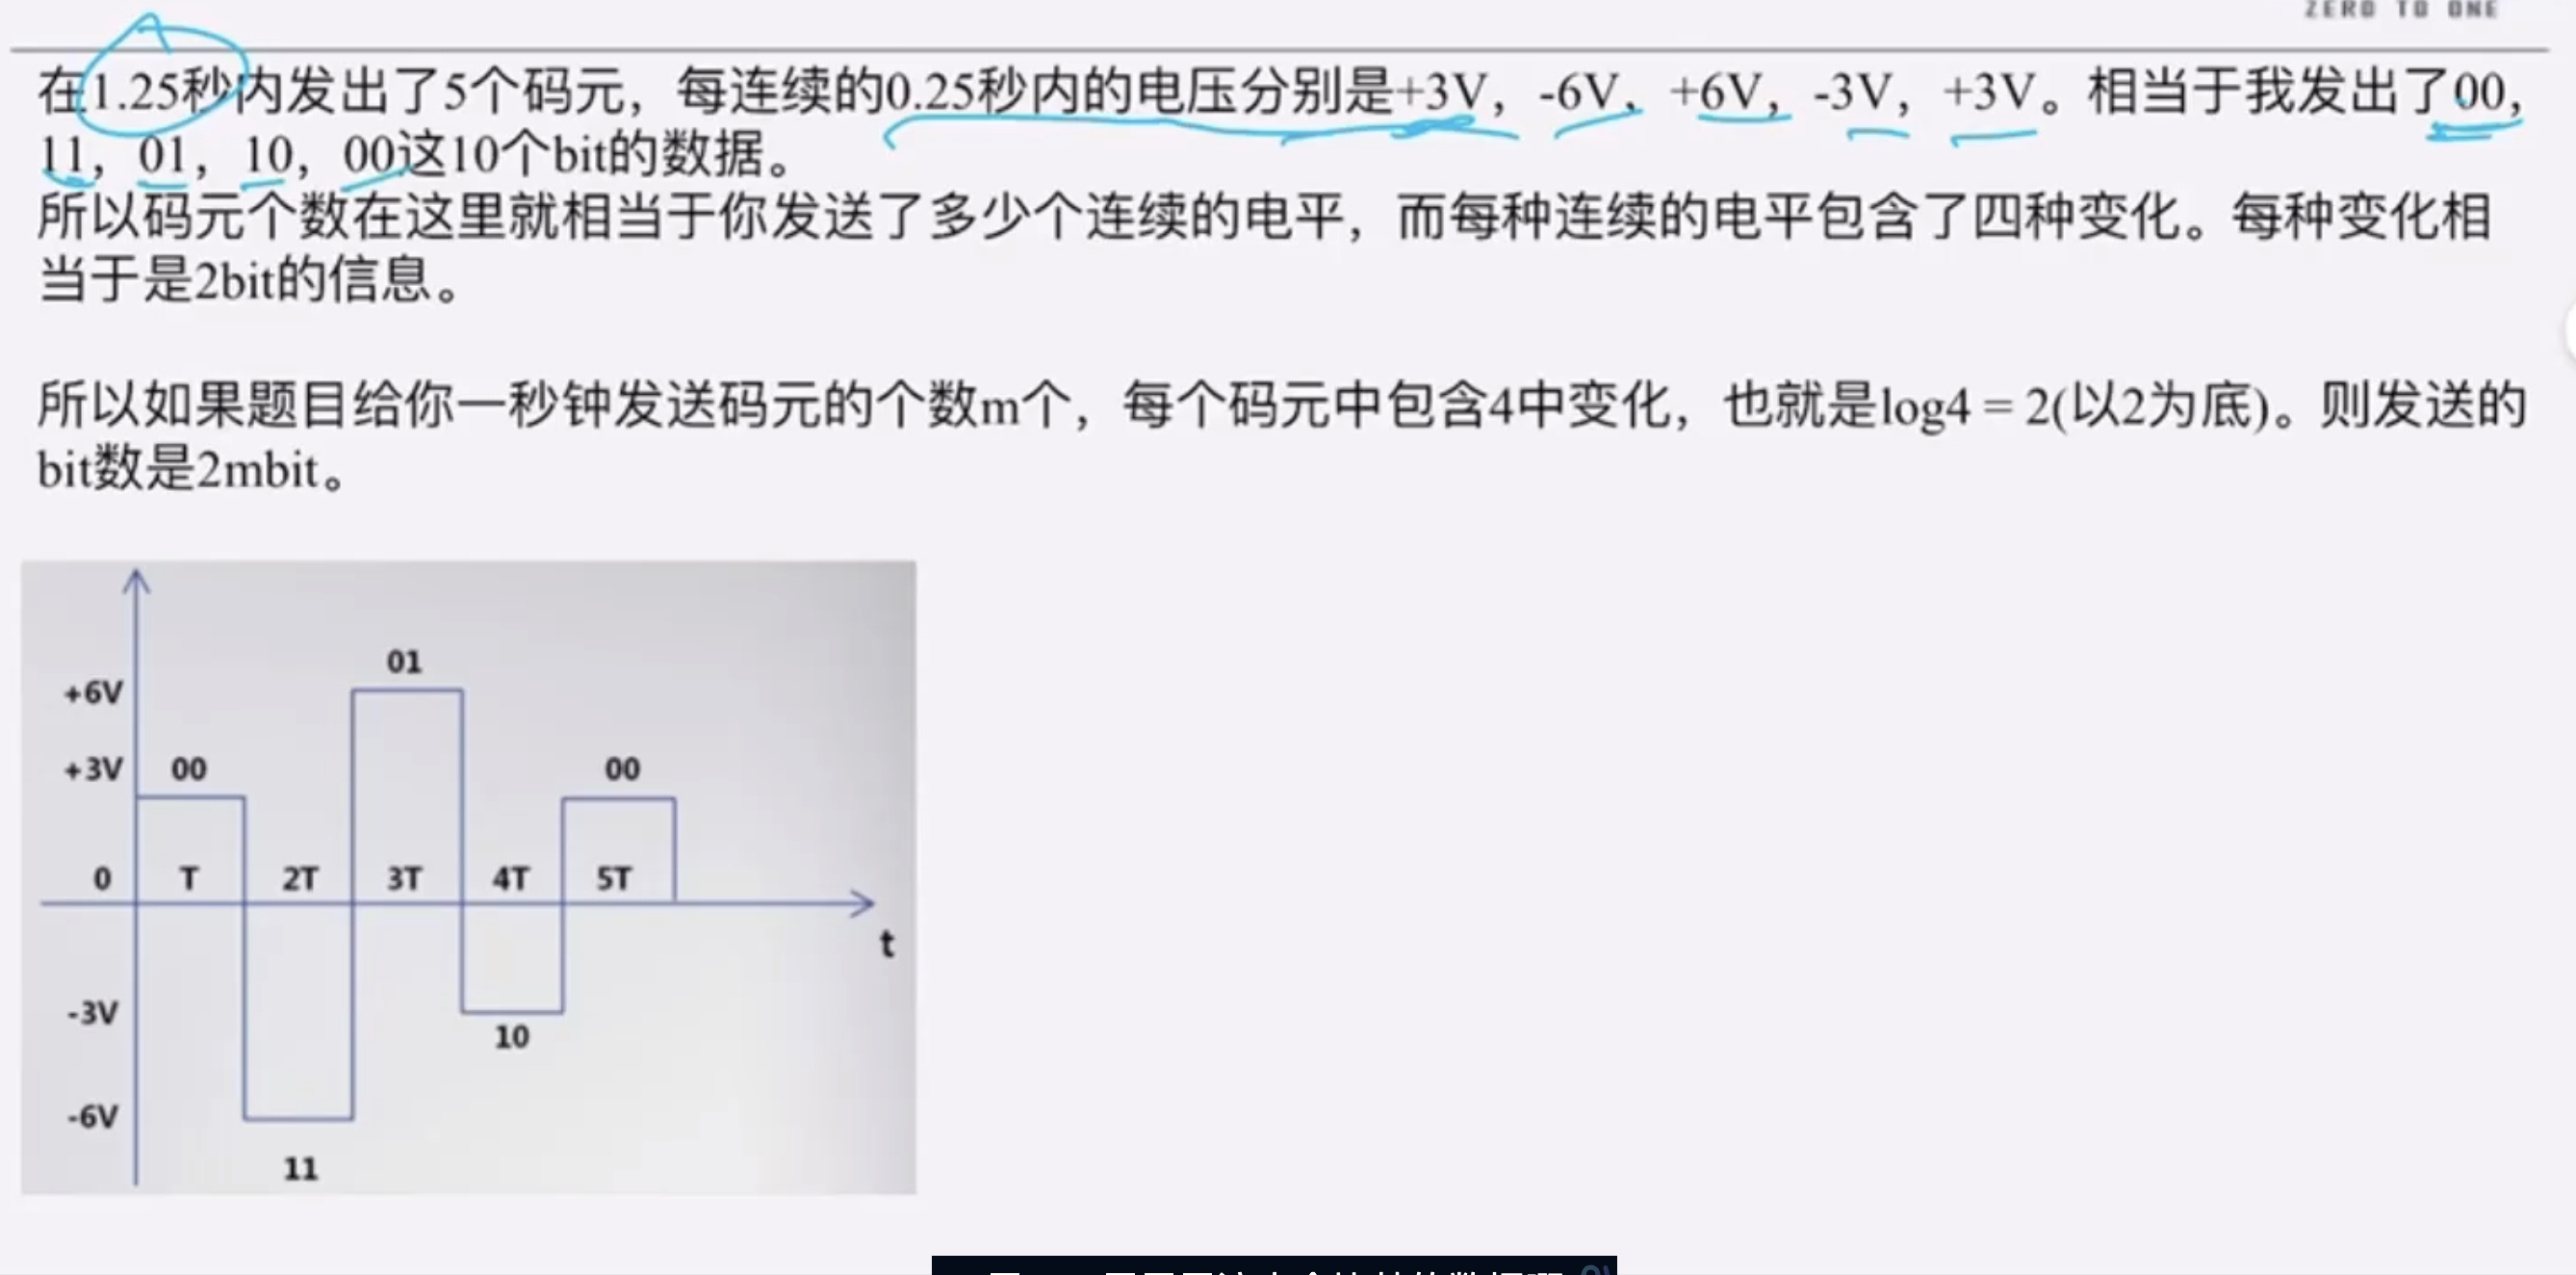 ZERO TO ONE
在1.25秒内发出了5个码元，每连续的0.25秒内的电压分别是+3V，-6V，+6V，-3V，+3V。相当于我发出了00，
11，01，10，00这10个bit的数据。
所以码元个数在这里就相当于你发送了多少个连续的电平，而每种连续的电平包含了四种变化。每种变化相
当于是2bit的信息。
所以如果题目给你一秒钟发送码元的个数m个，每个码元中包含4中变化，也就是log4 = 2(以2为底)。则发送的
bit数是2mbit。
01
+6V
+3V 00 00
0 T 2T 3T 4T 5T
t
-3V
10
-6V
11